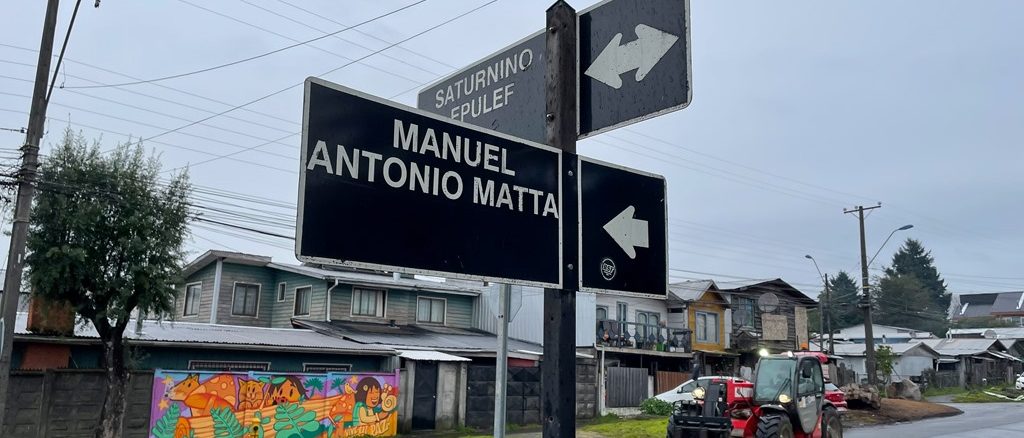 SATURNINO
EPULEF
MANUEL
ANTONIO MATTA